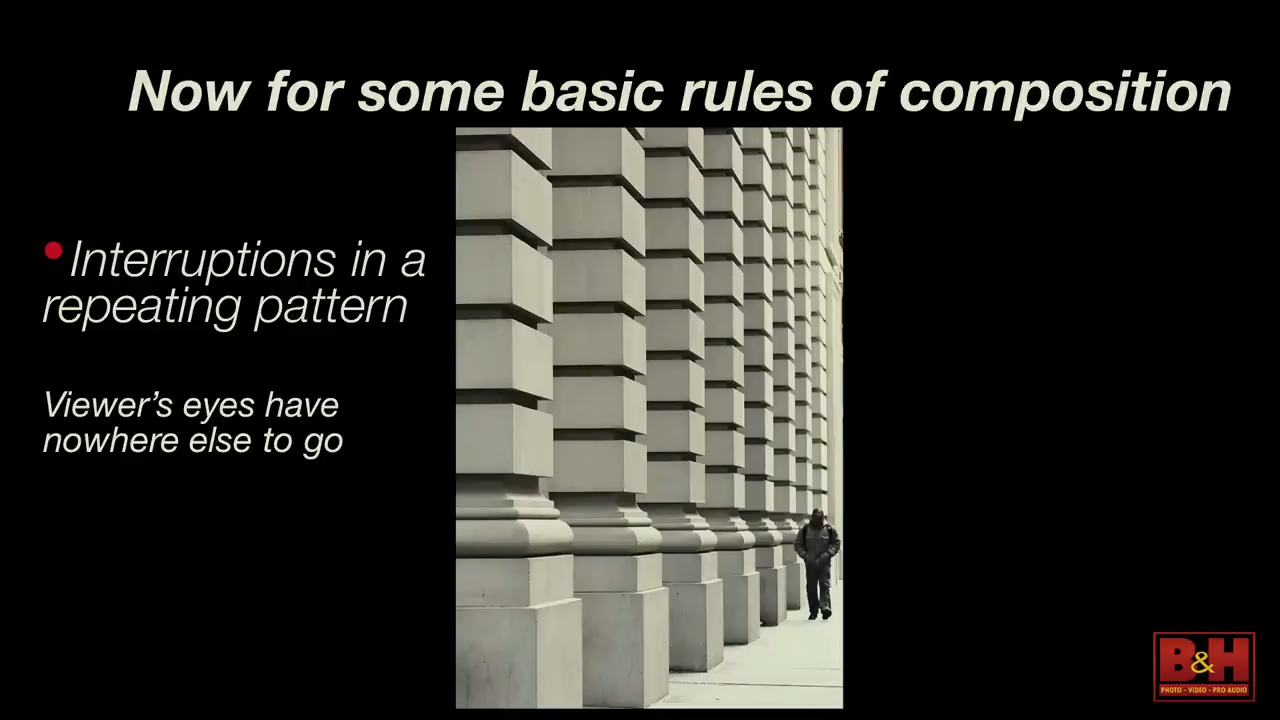 Now for some basic rules of composition
•Interruptions in a
repeating pattern
Viewer’s eyes have
nowhere else to go
B&H
PHOTO - VIDEO - PRO AUDIO